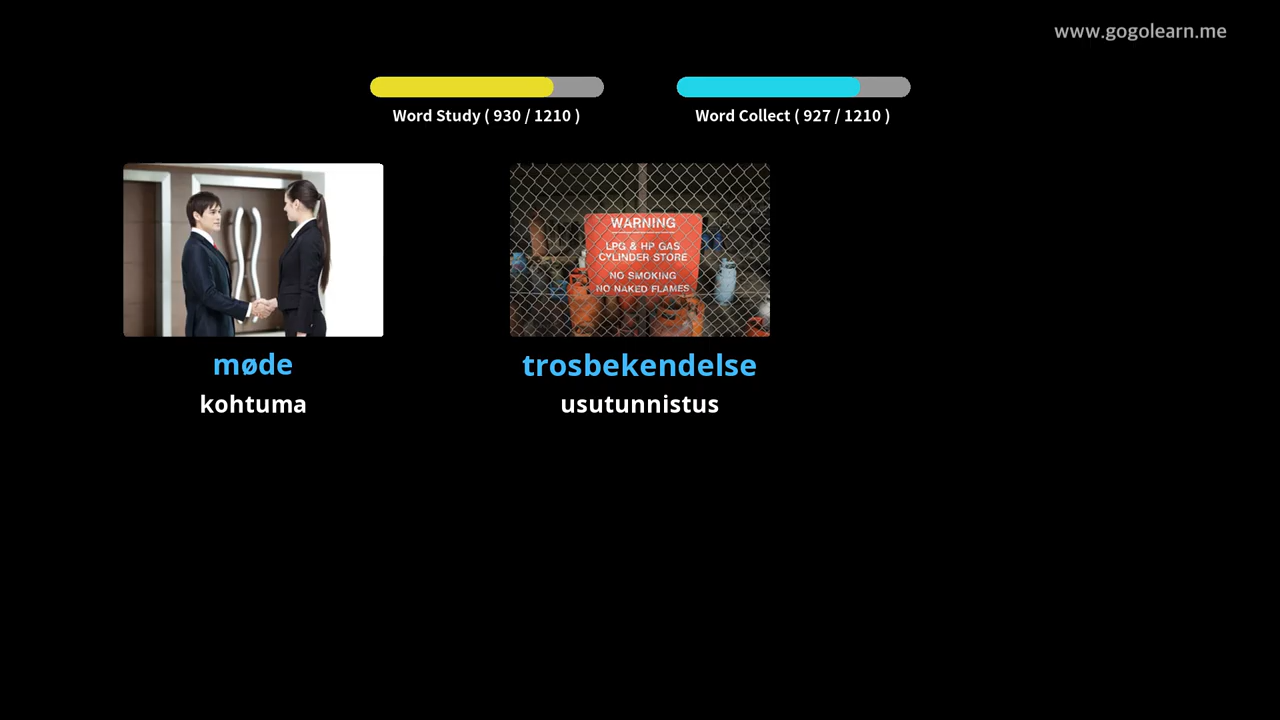 www.gogolearn.me
Word Study ( 930 / 1210 )
Word Collect ( 927 / 1210 )
WARNING
LPG & HP GAS
CYLINDER STORE
NO SMOKING
NO NAKED FLAMES
møde
trosbekendelse
kohtuma
usutunnistus